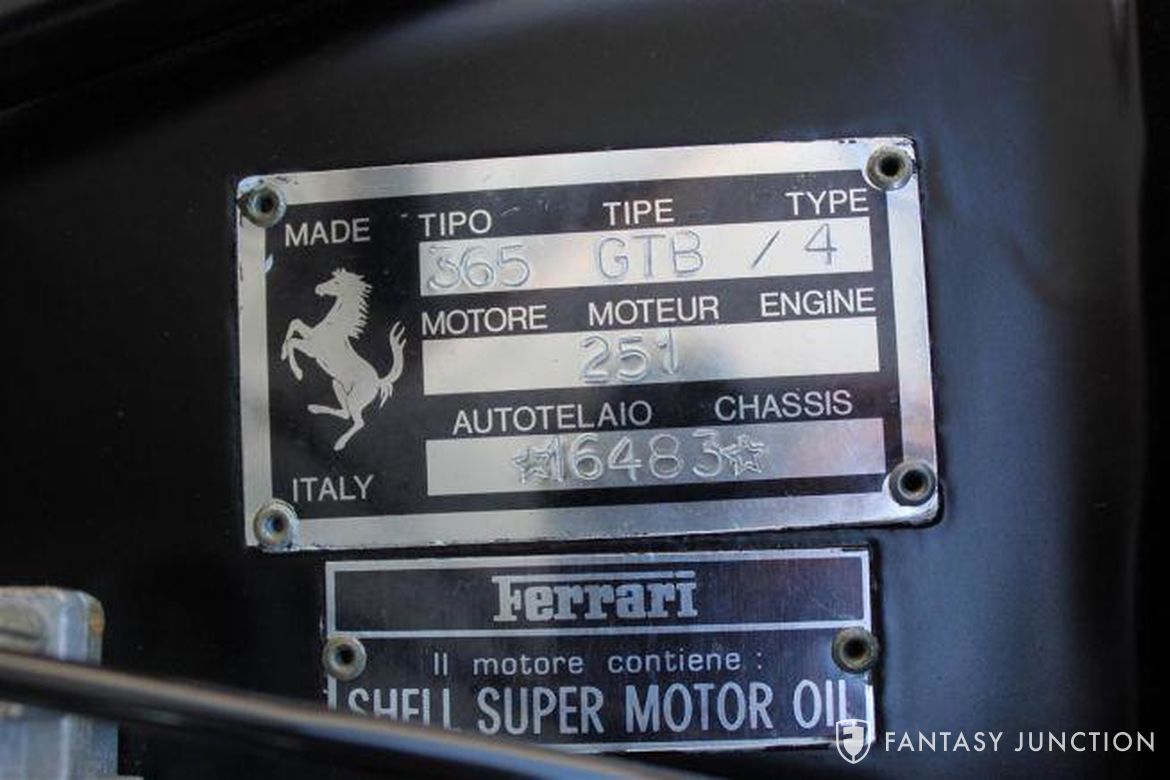 MADE TIPO TIPE TYPE
365 GTB / 4
MOTORE MOTEUR ENGINE
251
AUTOTELAIO CHASSIS
☆16483☆
ITALY
Ferrari
Il motore contiene :
SHELL SUPER MOTOR OIL
FANTASY JUNCTION